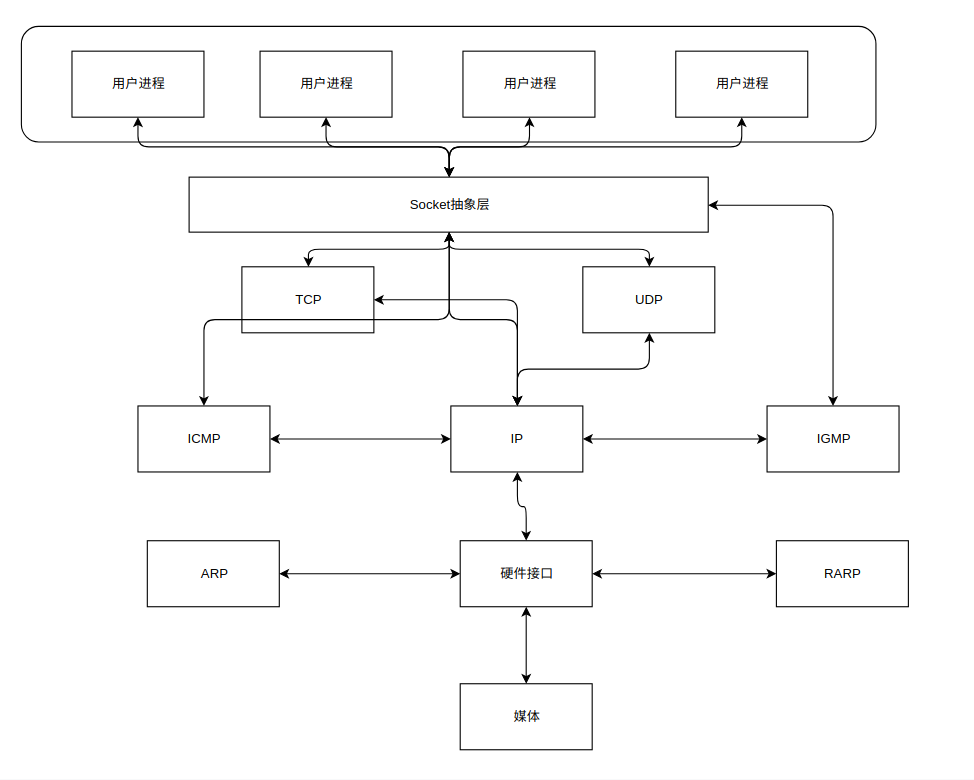 用户进程
用户进程
用户进程
用户进程
Socket抽象层
TCP
UDP
ICMP
IP
IGMP
ARP
硬件接口
RARP
媒体